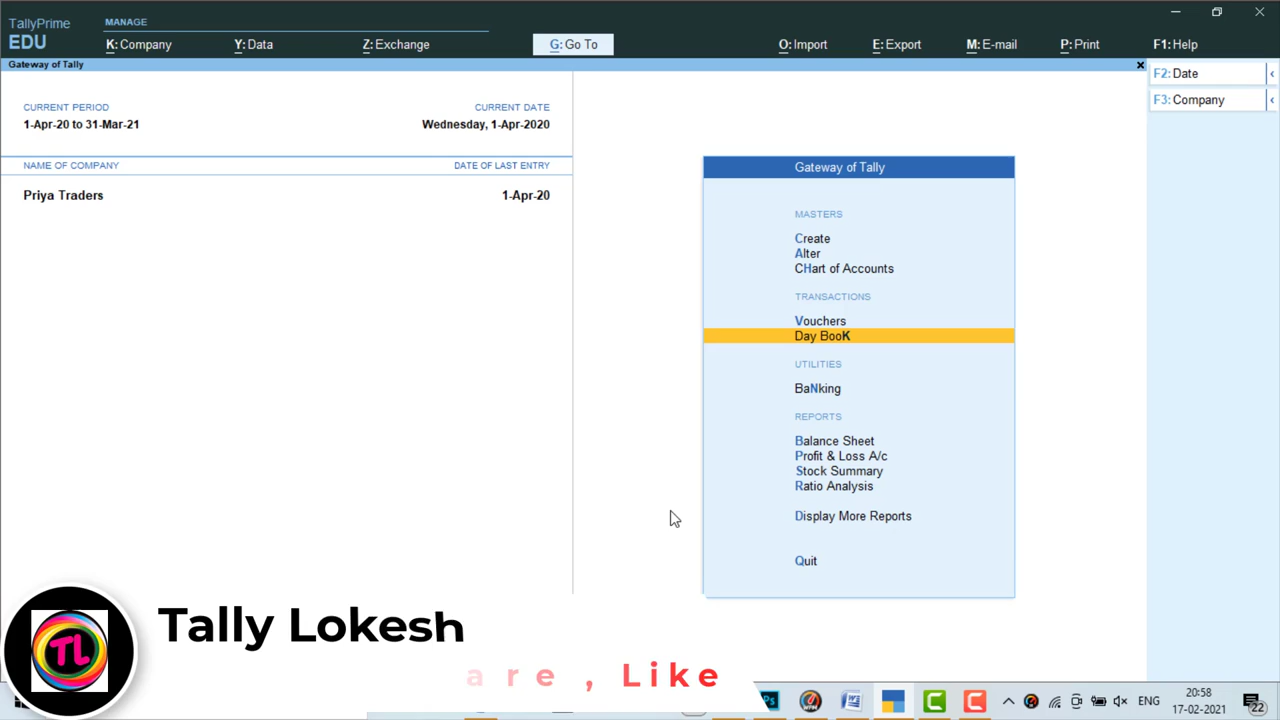 TallyPrime
EDU
MANAGE
K: Company
Y: Data
Z: Exchange
G: Go To
O: Import
E: Export
M: E-mail
P: Print
F1: Help
Gateway of Tally
F2: Date
F3: Company
CURRENT PERIOD
CURRENT DATE
1-Apr-20 to 31-Mar-21
Wednesday, 1-Apr-2020
NAME OF COMPANY
DATE OF LAST ENTRY
Priya Traders
1-Apr-20
Gateway of Tally
MASTERS
Create
Alter
CHart of Accounts
TRANSACTIONS
Vouchers
Day BooK
UTILITIES
BaNking
REPORTS
Balance Sheet
Profit & Loss A/c
Stock Summary
Ratio Analysis
Display More Reports
Quit
TL
Tally Lokesh
are , Like
ENG
20:58
17-02-2021
22